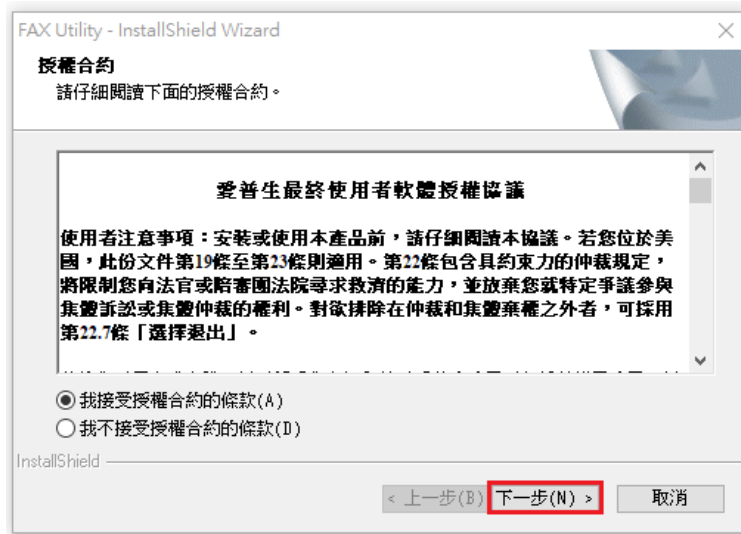 FAX Utility - InstallShield Wizard
授權合約
請仔細閱讀下面的授權合約。
愛普生最終使用者軟體授權協議
使用者注意事項：安裝或使用本產品前，請仔細閱讀本協議。若您位於美
國，此份文件第19條至第23條則適用。第22條包含具約束力的仲裁規定，
將限制您向法官或陪審團法院尋求救濟的能力，並放棄您就特定爭議參與
集體訴訟或集體仲裁的權利。對欲排除在仲裁和集體棄權之外者，可採用
第22.7條「選擇退出」。
我接受授權合約的條款(A)
我不接受授權合約的條款(D)
InstallShield
< 上一步(B) 下一步(N) > 取消